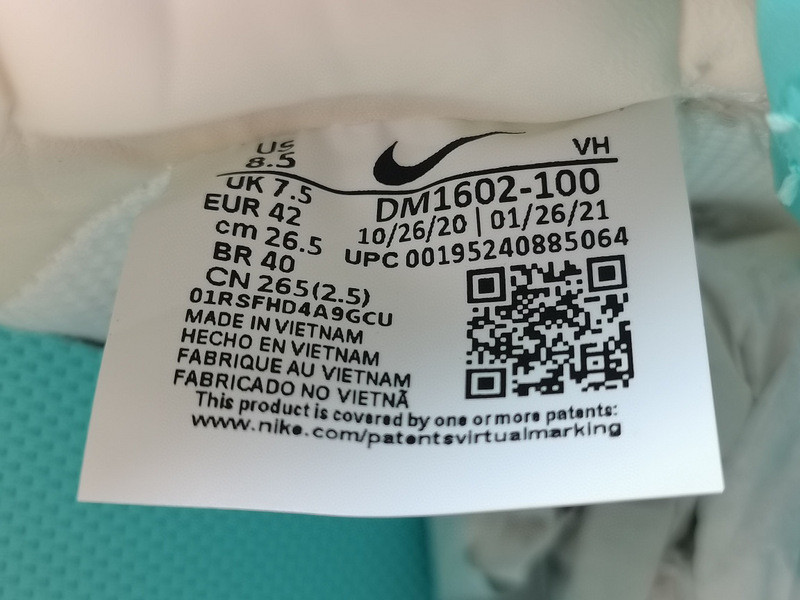 US
8.5
UK 7.5
EUR 42
cm 26.5
BR 40
CN 265(2.5)
VH
DM1602-100
10/26/20 | 01/26/21
UPC 00195240885064
01RSFHD4A9GCU
MADE IN VIETNAM
HECHO EN VIETNAM
FABRIQUE AU VIETNAM
FABRICADO NO VIETNÃ
This product is covered by one or more patents:
www.nike.com/patentsvirtualmarking